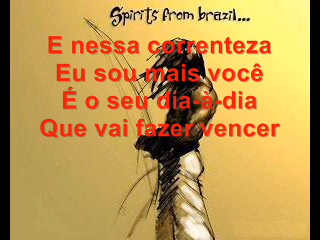 Spirits from brazil...
E nessa correnteza
Eu sou mais você
É o seu dia-à-dia
Que vai fazer vencer